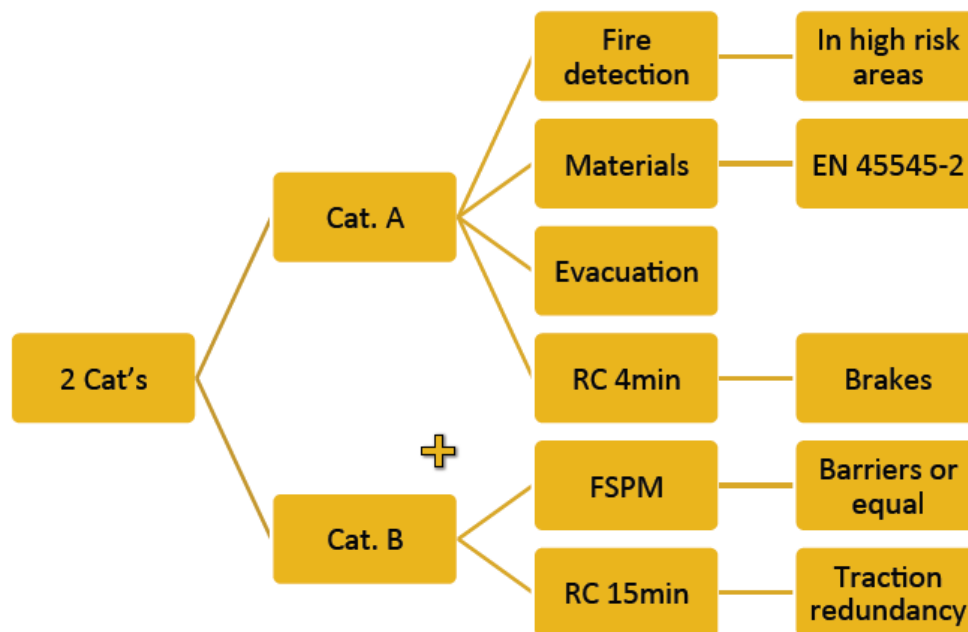 Fire
detection
In high risk
areas
Materials
EN 45545-2
Cat. A
Evacuation
2 Cat’s
RC 4min
Brakes
FSPM
Barriers or
equal
Cat. B
RC 15min
Traction
redundancy